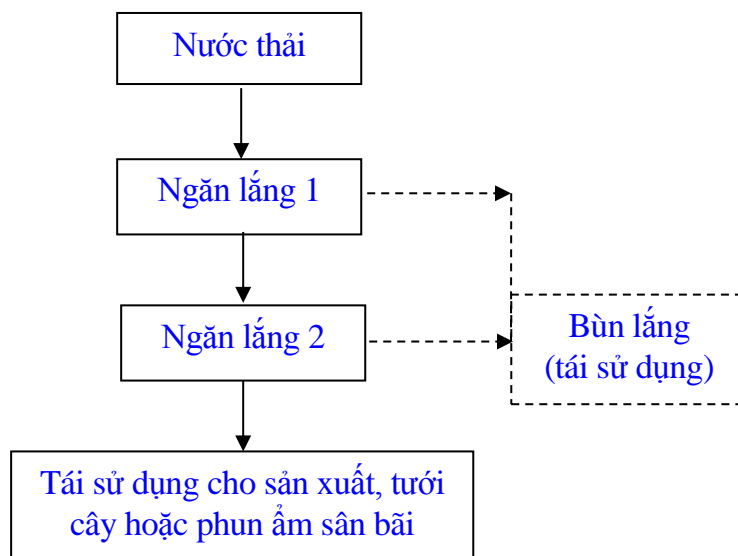 Nước thải
Ngăn lắng 1
Ngăn lắng 2
Bùn lắng
(tái sử dụng)
Tái sử dụng cho sản xuất, tưới
cây hoặc phun ẩm sân bãi